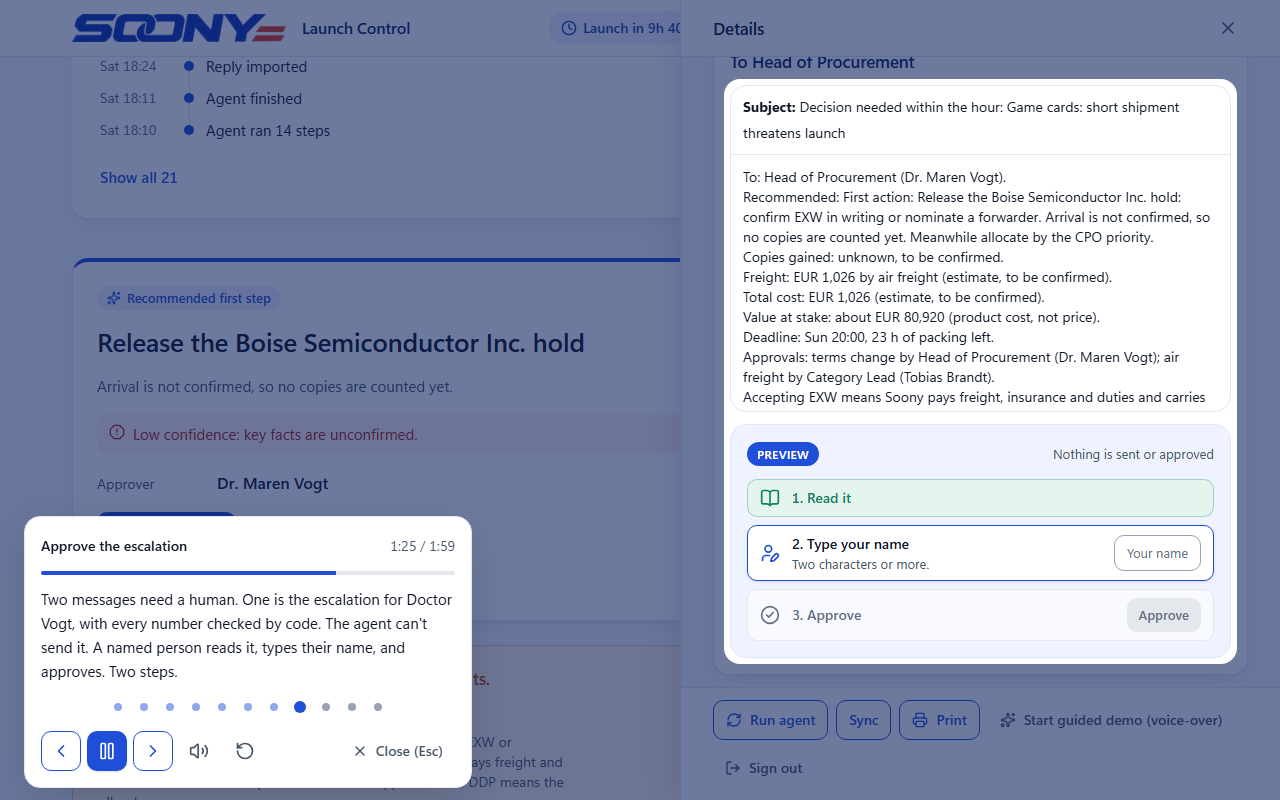 SOONY
Launch Control
Launch in 9h 40
Sat 18:24
Reply imported
Sat 18:11
Agent finished
Sat 18:10
Agent ran 14 steps
Show all 21
Recommended first step
Release the Boise Semiconductor Inc. hold
Arrival is not confirmed, so no copies are counted yet.
Low confidence: key facts are unconfirmed.
Approver
Dr. Maren Vogt
Approve the escalation
1:25 / 1:59
Two messages need a human. One is the escalation for Doctor
Vogt, with every number checked by code. The agent can't
send it. A named person reads it, types their name, and
approves. Two steps.
Close (Esc)
ts.
EXW or
ays freight and
DDP means the
Details
To Head of Procurement
Subject: Decision needed within the hour: Game cards: short shipment
threatens launch
To: Head of Procurement (Dr. Maren Vogt).
Recommended: First action: Release the Boise Semiconductor Inc. hold:
confirm EXW in writing or nominate a forwarder. Arrival is not confirmed, so
no copies are counted yet. Meanwhile allocate by the CPO priority.
Copies gained: unknown, to be confirmed.
Freight: EUR 1,026 by air freight (estimate, to be confirmed).
Total cost: EUR 1,026 (estimate, to be confirmed).
Value at stake: about EUR 80,920 (product cost, not price).
Deadline: Sun 20:00, 23 h of packing left.
Approvals: terms change by Head of Procurement (Dr. Maren Vogt); air
freight by Category Lead (Tobias Brandt).
Accepting EXW means Soony pays freight, insurance and duties and carries
PREVIEW
Nothing is sent or approved
1. Read it
2. Type your name
Two characters or more.
Your name
3. Approve
Approve
Run agent
Sync
Print
Start guided demo (voice-over)
Sign out